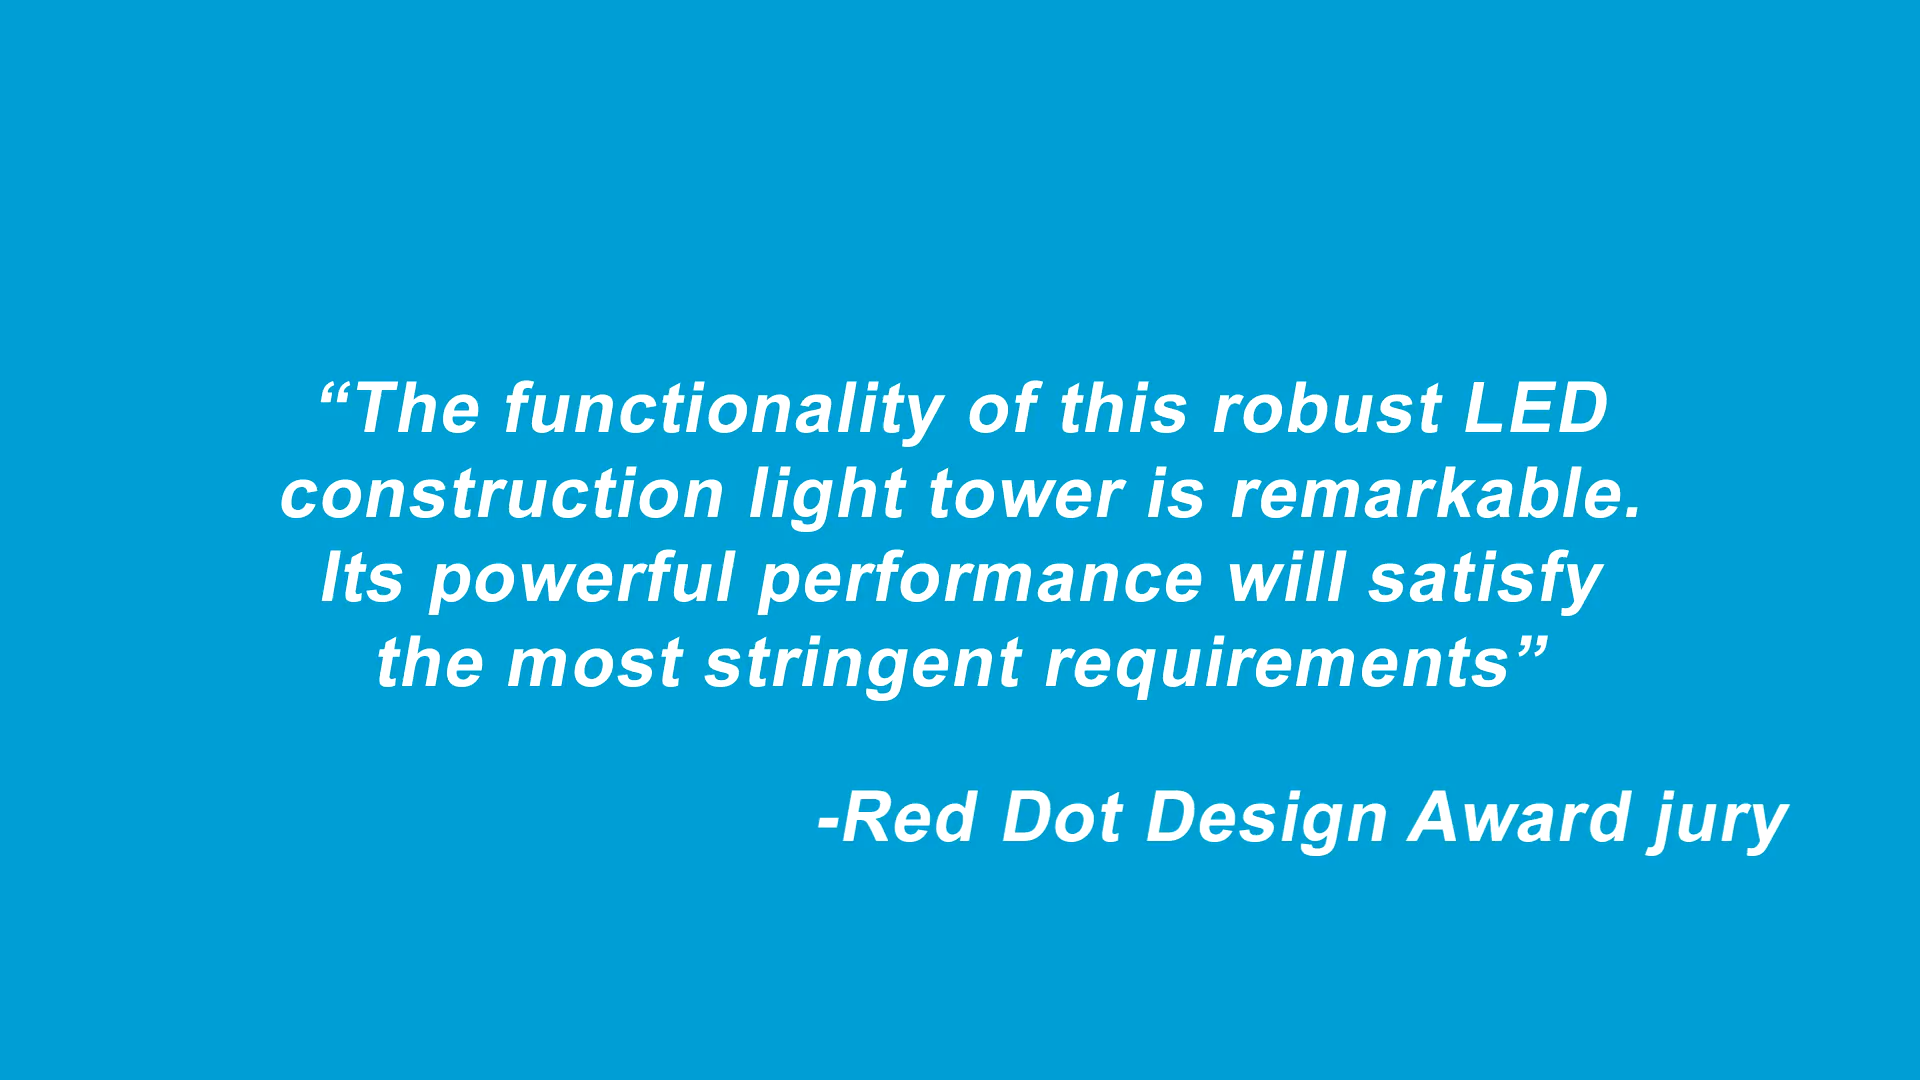 “The functionality of this robust LED
construction light tower is remarkable.
Its powerful performance will satisfy
the most stringent requirements”
-Red Dot Design Award jury